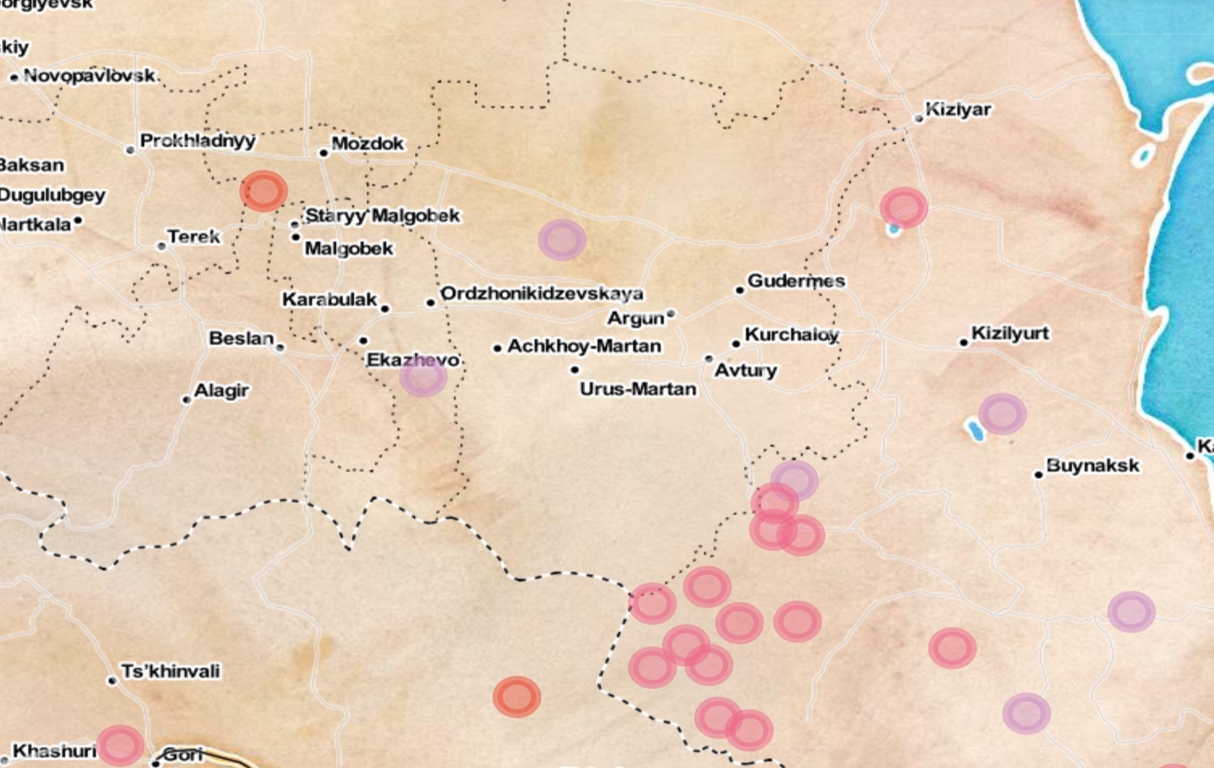 orgiyevsk
skiy
Novopavlovsk
Kizlyar
Prokhladnyy
Mozdok
Baksan
Dugulubgey
Nartkala
Staryy Malgobek
Terek
Malgobek
Gudermes
Ordzhonikidzevskaya
Karabulak
Argun
Kurchaloy
Kizilyurt
Beslan
Achkhoy-Martan
Ekazhevo
Avtury
Urus-Martan
Alagir
Ka
Buynaksk
Ts'khinvali
Khashuri
Gori